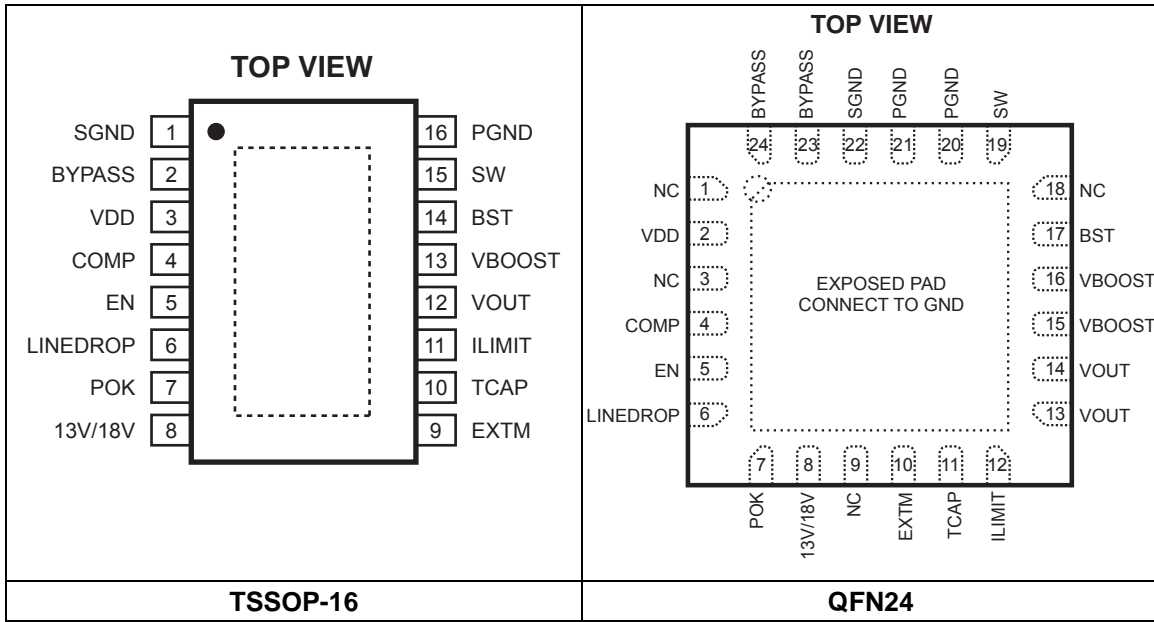 TOP VIEW
SGND 1
BYPASS 2
VDD 3
COMP 4
EN 5
LINEDROP 6
POK 7
13V/18V 8
16 PGND
15 SW
14 BST
13 VBOOST
12 VOUT
11 ILIMIT
10 TCAP
9 EXTM
TSSOP-16
TOP VIEW
BYPASS
BYPASS
SGND
PGND
PGND
SW
24 23 22 21 20 19
NC 1
VDD 2
NC 3
COMP 4
EN 5
LINEDROP 6
EXPOSED PAD
CONNECT TO GND
18 NC
17 BST
16 VBOOST
15 VBOOST
14 VOUT
13 VOUT
7 8 9 10 11 12
POK
13V/18V
NC
EXTM
TCAP
ILIMIT
QFN24